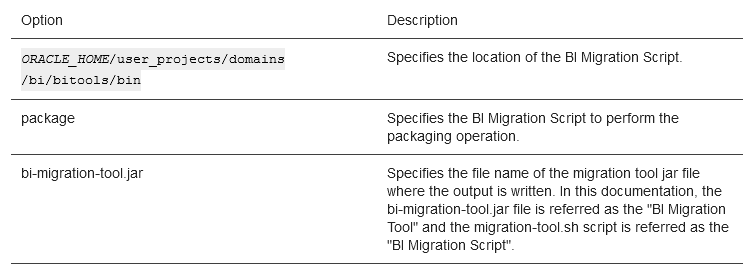 Option Description
ORACLE_HOME/user_projects/domains Specifies the location of the BI Migration Script.
/bi/bitools/bin
package Specifies the BI Migration Script to perform the
packaging operation.
bi-migration-tool.jar Specifies the file name of the migration tool jar file
where the output is written. In this documentation, the
bi-migration-tool.jar file is referred as the "BI Migration
Tool" and the migration-tool.sh script is referred as the
"BI Migration Script".